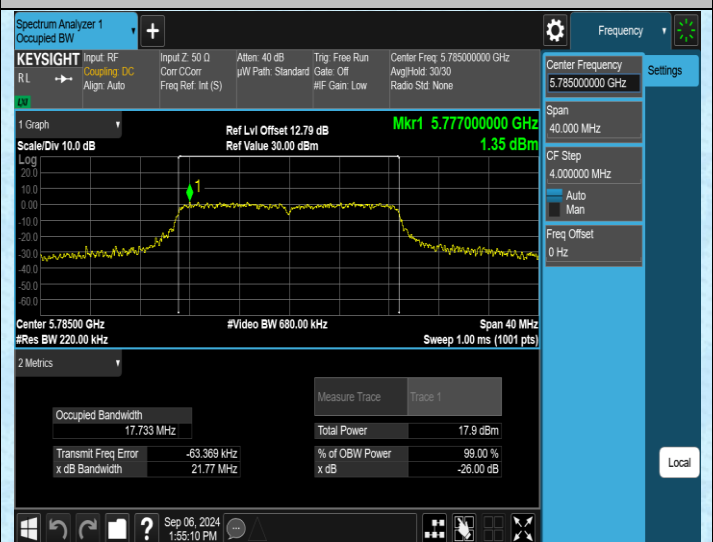 Spectrum Analyzer 1
Occupied BW
Frequency
KEYSIGHT
RL
LXI
Input: RF
Coupling: DC
Align: Auto
Input Z: 50 Ω
Corr CCorr
Freq Ref: Int (S)
Atten: 40 dB
µW Path: Standard
Trig: Free Run
Gate: Off
#IF Gain: Low
Center Freq: 5.785000000 GHz
Avg|Hold: 30/30
Radio Std: None
Center Frequency
5.785000000 GHz
Settings
Span
40.000 MHz
CF Step
4.000000 MHz
Auto
Man
Freq Offset
0 Hz
1 Graph
Scale/Div 10.0 dB
Ref Lvl Offset 12.79 dB
Ref Value 30.00 dBm
Mkr1 5.777000000 GHz
1.35 dBm
Log
20.0
10.0
0.00
-10.0
-20.0
-30.0
-40.0
-50.0
-60.0
1
Center 5.78500 GHz
#Res BW 220.00 kHz
#Video BW 680.00 kHz
Span 40 MHz
Sweep 1.00 ms (1001 pts)
2 Metrics
Measure Trace
Trace 1
Occupied Bandwidth
17.733 MHz
Total Power
17.9 dBm
Transmit Freq Error
-63.369 kHz
% of OBW Power
99.00 %
x dB Bandwidth
21.77 MHz
x dB
-26.00 dB
Local
?
Sep 06, 2024
1:55:10 PM